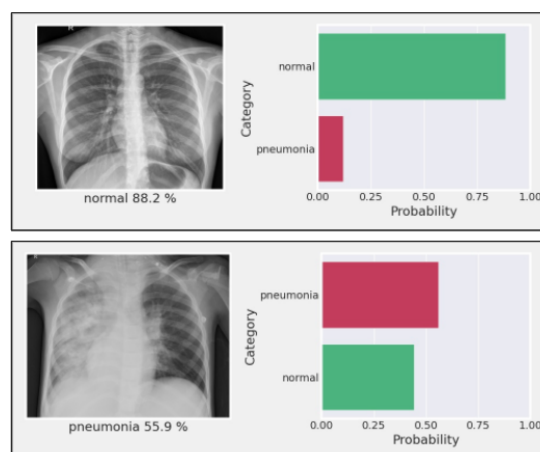 R
normal 88.2 %
Category
normal
pneumonia
0.00 0.25 0.50 0.75 1.00
Probability
pneumonia 55.9 %
Category
pneumonia
normal
0.00 0.25 0.50 0.75 1.00
Probability